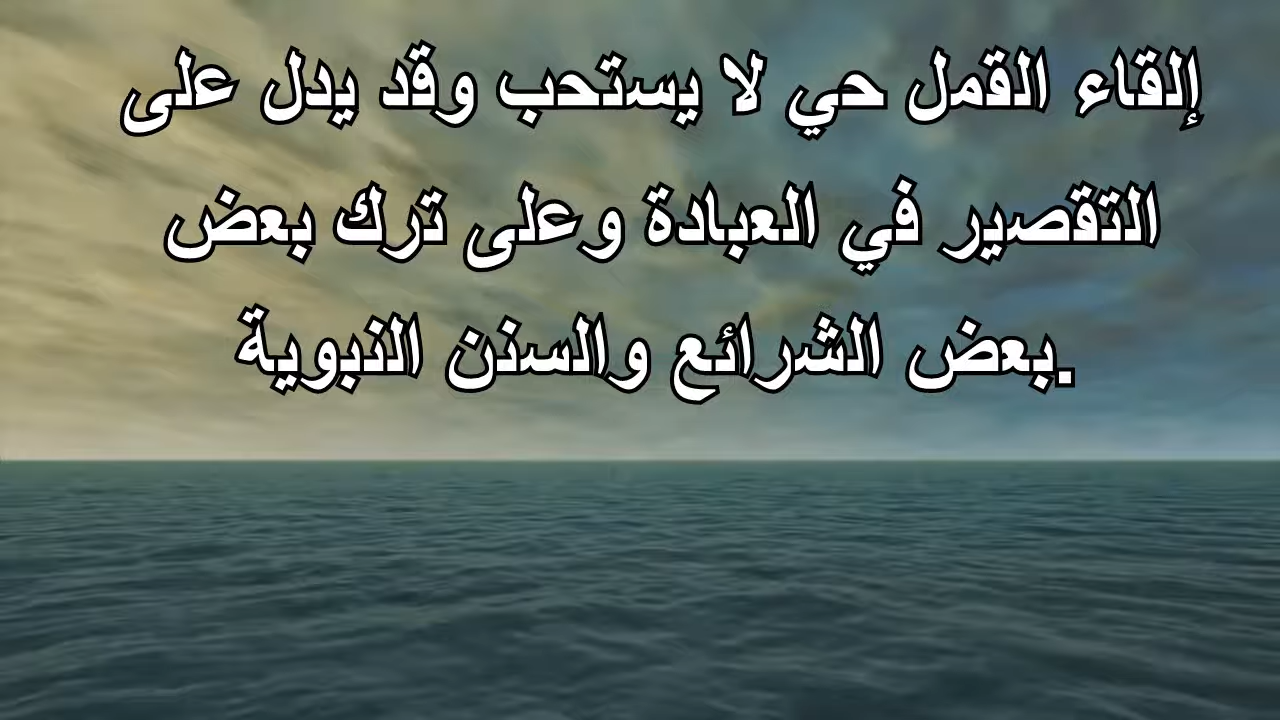 إلقاء القمل حي لا يستحب وقد يدل على
التقصير في العبادة وعلى ترك بعض
بعض الشرائع والسنن النبوية.